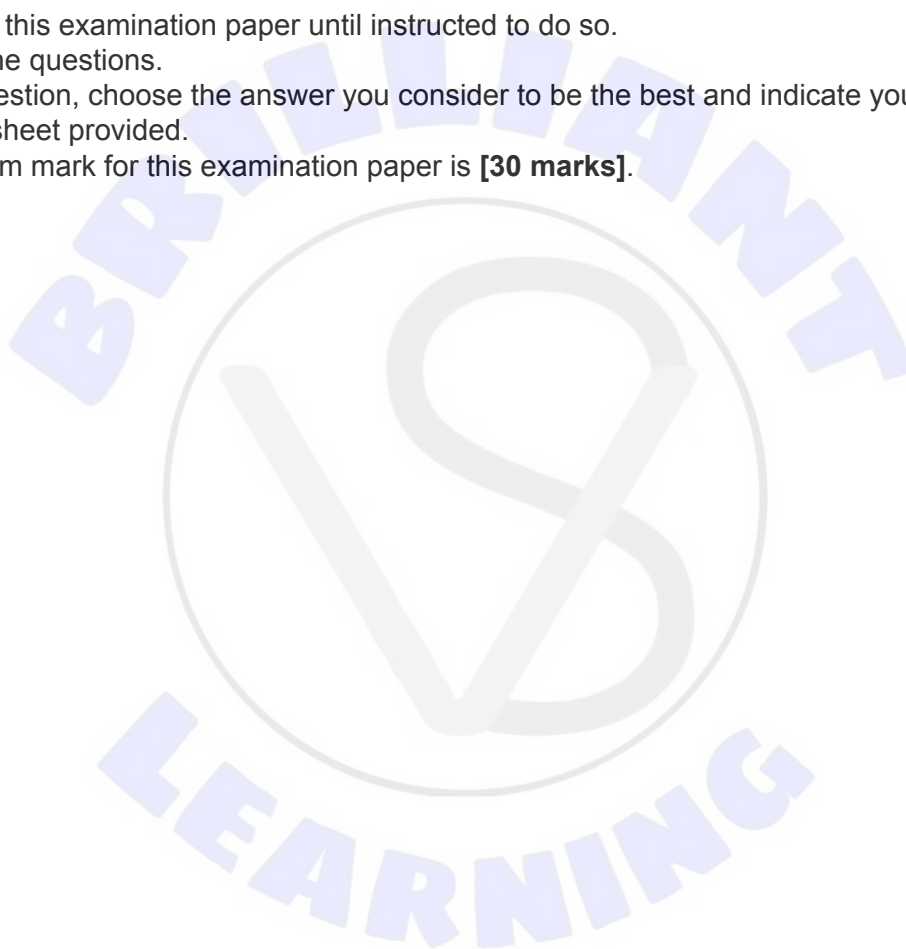 this examination paper until instructed to do so.
ne questions.
estion, choose the answer you consider to be the best and indicate you
sheet provided.
m mark for this examination paper is [30 marks].
BRILLIANT
VS
LEARNING